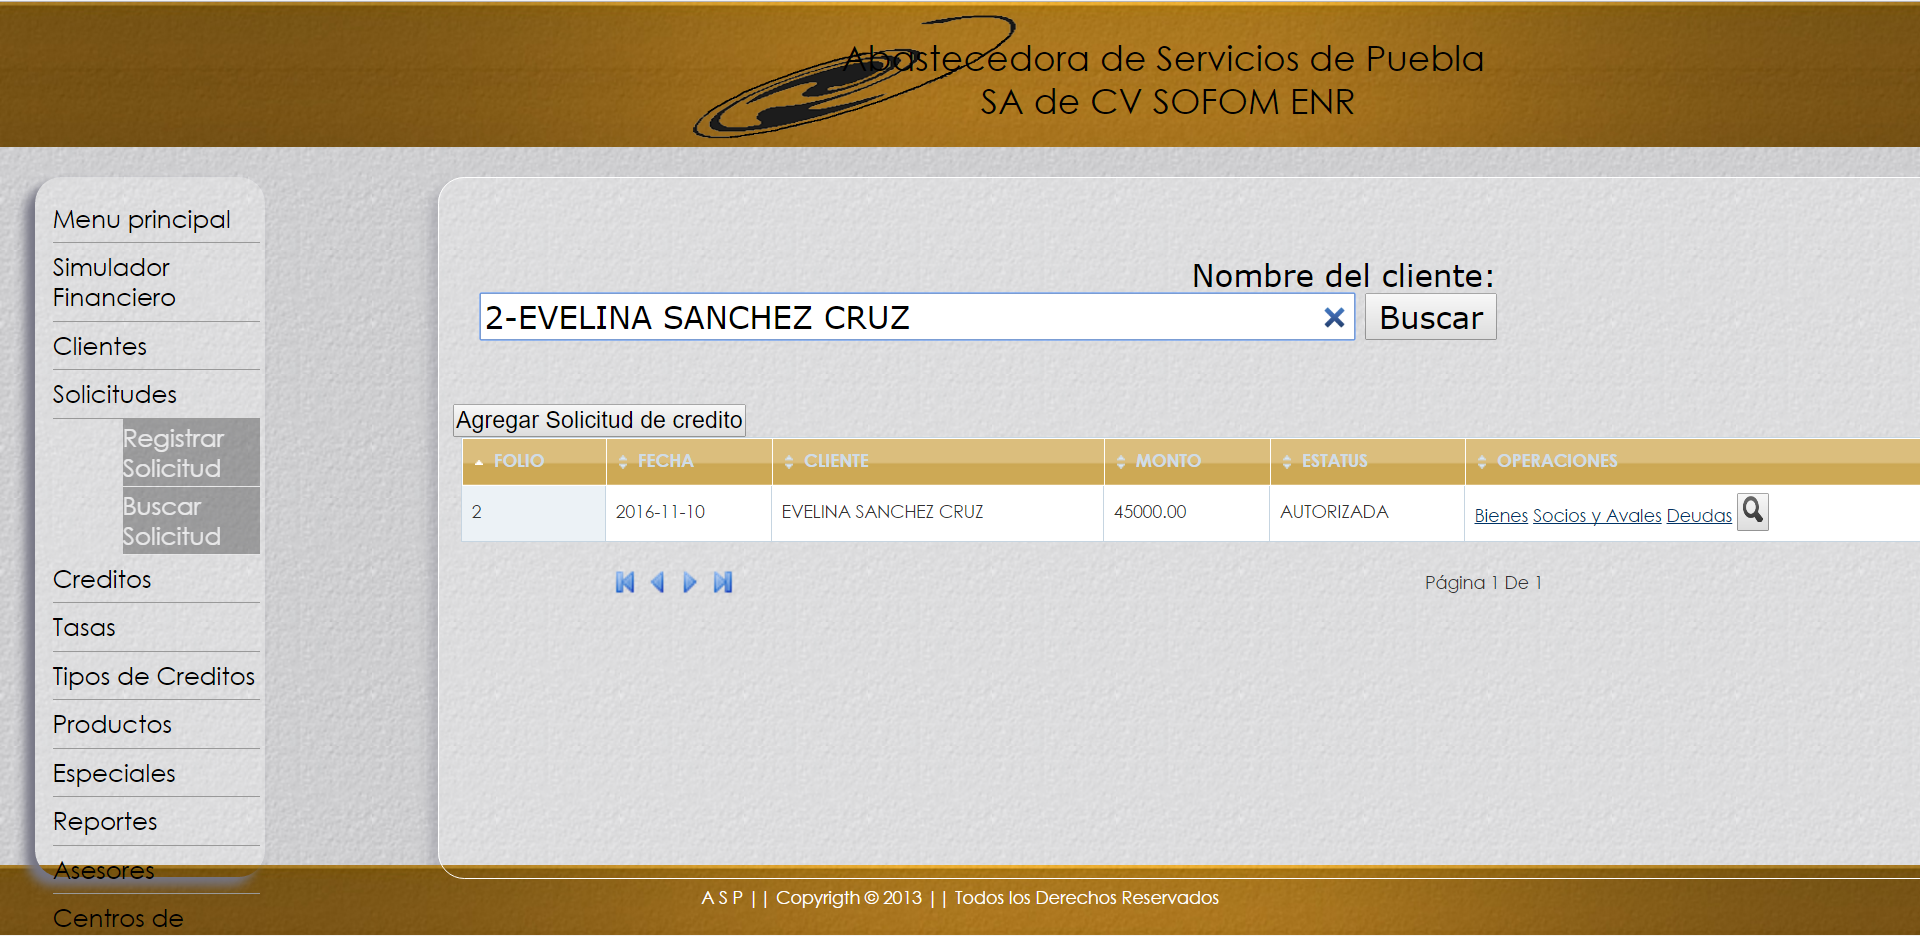 Abastecedora de Servicios de Puebla
SA de CV SOFOM ENR
Menu principal
Simulador
Financiero
Clientes
Solicitudes
Registrar
Solicitud
Buscar
Solicitud
Creditos
Tasas
Tipos de Creditos
Productos
Especiales
Reportes
Asesores
Centros de
Nombre del cliente:
2-EVELINA SANCHEZ CRUZ
Buscar
Agregar Solicitud de credito
FOLIO FECHA CLIENTE MONTO ESTATUS OPERACIONES
2 2016-11-10 EVELINA SANCHEZ CRUZ 45000.00 AUTORIZADA Bienes Socios y Avales Deudas
Página 1 De 1
A S P || Copyrigth © 2013 || Todos los Derechos Reservados